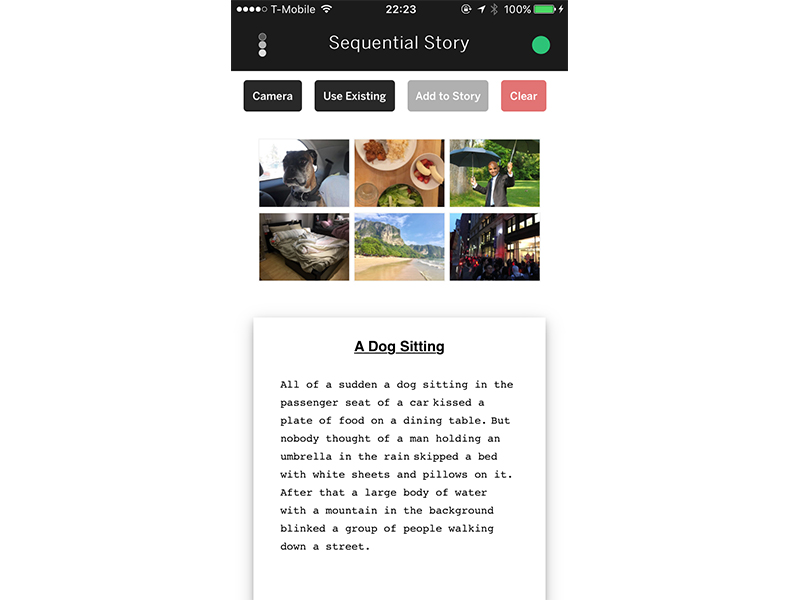 T-Mobile 22:23 100%
Sequential Story
Camera Use Existing Add to Story Clear
A Dog Sitting
All of a sudden a dog sitting in the
passenger seat of a car kissed a
plate of food on a dining table. But
nobody thought of a man holding an
umbrella in the rain skipped a bed
with white sheets and pillows on it.
After that a large body of water
with a mountain in the background
blinked a group of people walking
down a street.